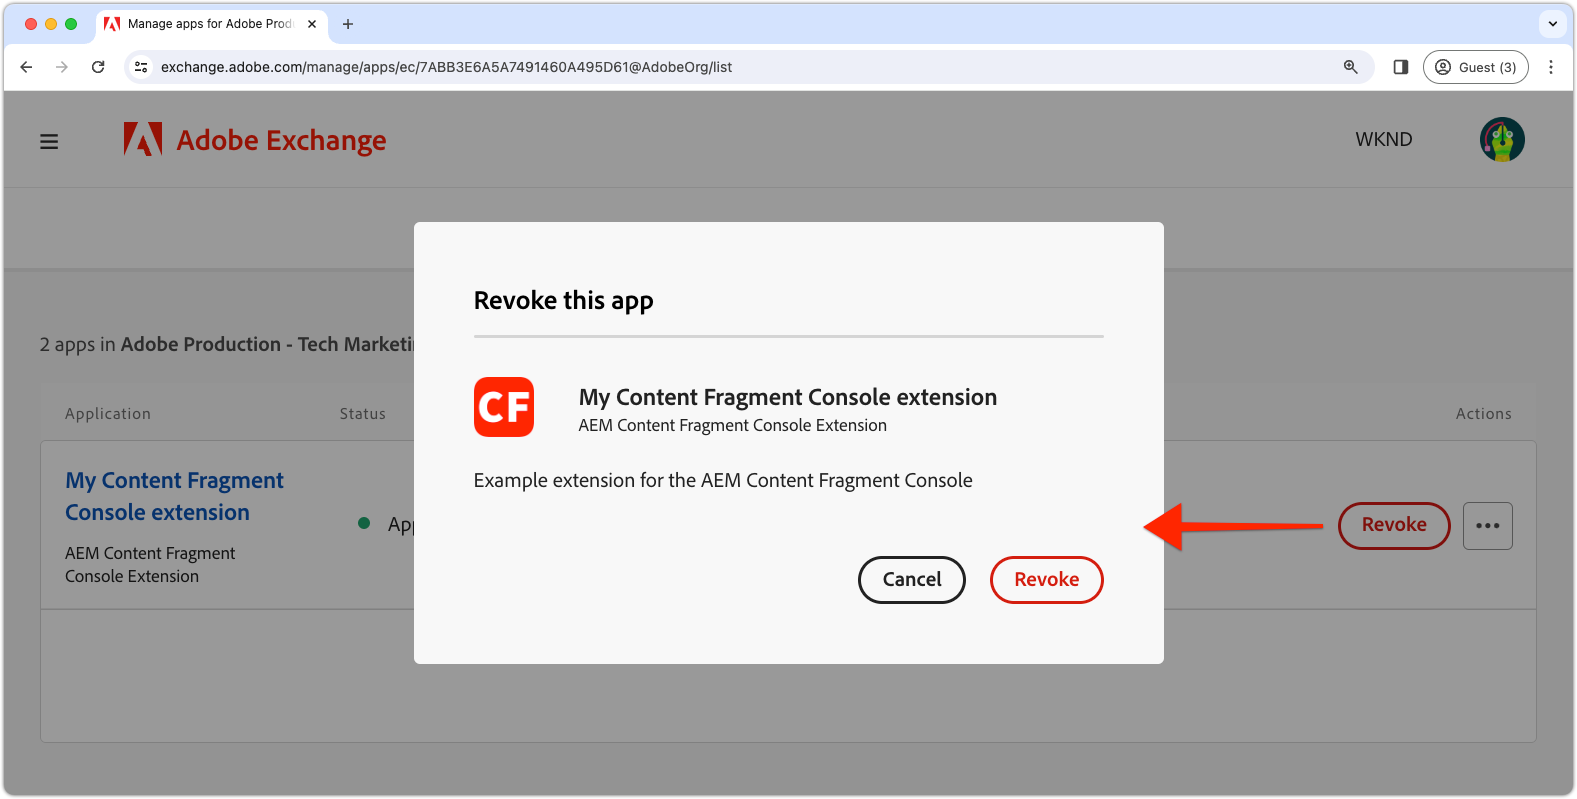 Manage apps for Adobe Prod
exchange.adobe.com/manage/apps/ec/7ABB3E6A5A7491460A495D61@AdobeOrg/list
Guest (3)
Adobe Exchange
WKND
Revoke this app
2 apps in Adobe Production - Tech Marketin
CF
My Content Fragment Console extension
AEM Content Fragment Console Extension
Application
Status
Actions
My Content Fragment
Console extension
Example extension for the AEM Content Fragment Console
App
Revoke
AEM Content Fragment
Console Extension
Cancel
Revoke